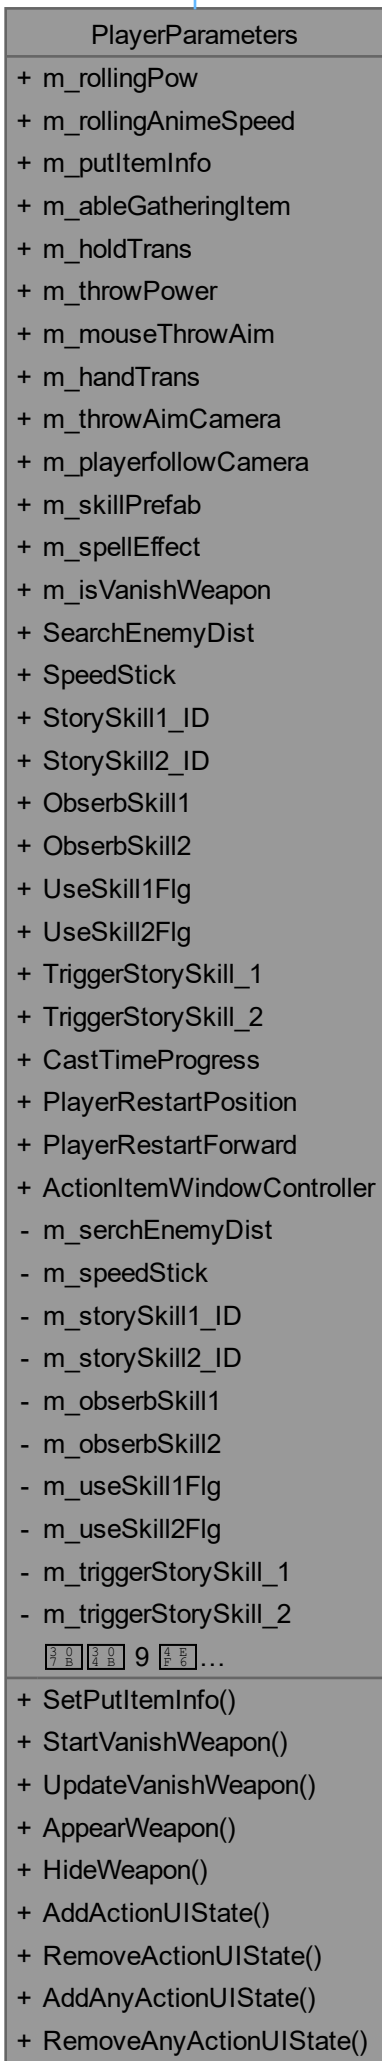 PlayerParameters
+ m_rollingPow
+ m_rollingAnimeSpeed
+ m_putItemInfo
+ m_ableGatheringItem
+ m_holdTrans
+ m_throwPower
+ m_mouseThrowAim
+ m_handTrans
+ m_throwAimCamera
+ m_playerfollowCamera
+ m_skillPrefab
+ m_spellEffect
+ m_isVanishWeapon
+ SearchEnemyDist
+ SpeedStick
+ StorySkill1_ID
+ StorySkill2_ID
+ ObserbSkill1
+ ObserbSkill2
+ UseSkill1Flg
+ UseSkill2Flg
+ TriggerStorySkill_1
+ TriggerStorySkill_2
+ CastTimeProgress
+ PlayerRestartPosition
+ PlayerRestartForward
+ ActionItemWindowController
- m_serchEnemyDist
- m_speedStick
- m_storySkill1_ID
- m_storySkill2_ID
- m_obserbSkill1
- m_obserbSkill2
- m_useSkill1Flg
- m_useSkill2Flg
- m_triggerStorySkill_1
- m_triggerStorySkill_2
9 ...
+ SetPutItemInfo()
+ StartVanishWeapon()
+ UpdateVanishWeapon()
+ AppearWeapon()
+ HideWeapon()
+ AddActionUIState()
+ RemoveActionUIState()
+ AddAnyActionUIState()
+ RemoveAnyActionUIState()